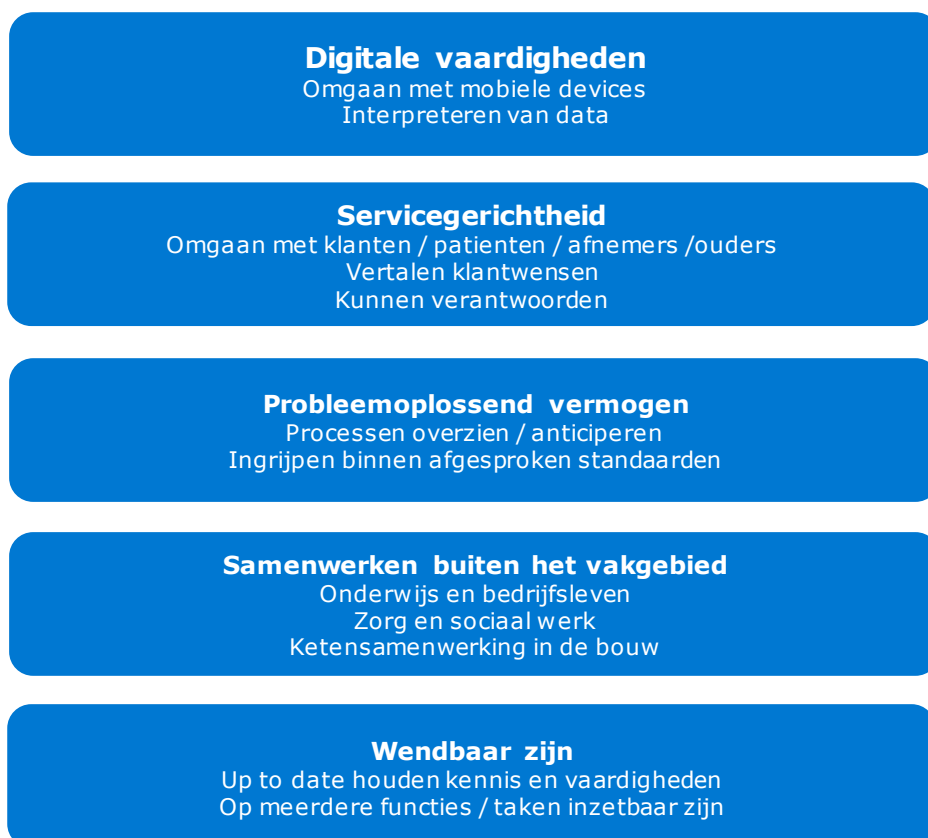 Digitale vaardigheden
Omgaan met mobiele devices
Interpreteren van data
Servicegerichtheid
Omgaan met klanten / patienten / afnemers /ouders
Vertalen klantwensen
Kunnen verantwoorden
Probleemoplossend vermogen
Processen overzien / anticiperen
Ingrijpen binnen afgesproken standaarden
Samenwerken buiten het vakgebied
Onderwijs en bedrijfsleven
Zorg en sociaal werk
Ketensamenwerking in de bouw
Wendbaar zijn
Up to date houden kennis en vaardigheden
Op meerdere functies / taken inzetbaar zijn